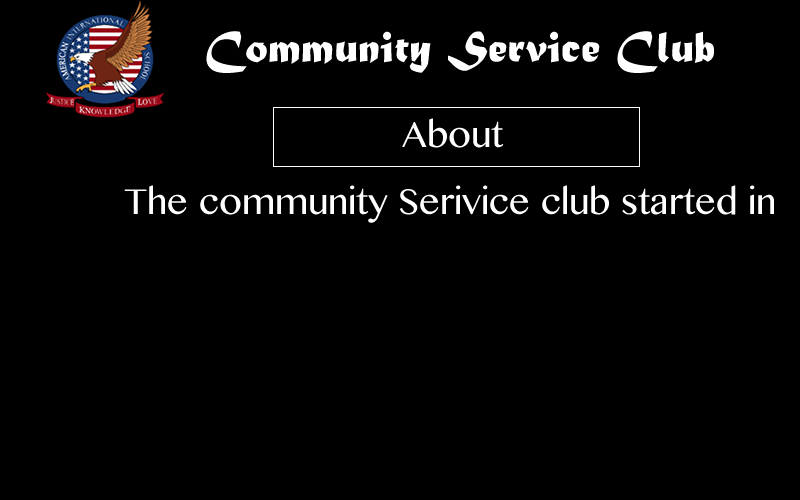 AMERICAN INTERNATIONAL SCHOOL
JUSTICE KNOWLEDGE LOVE
Community Service Club
About
The community Serivice club started in